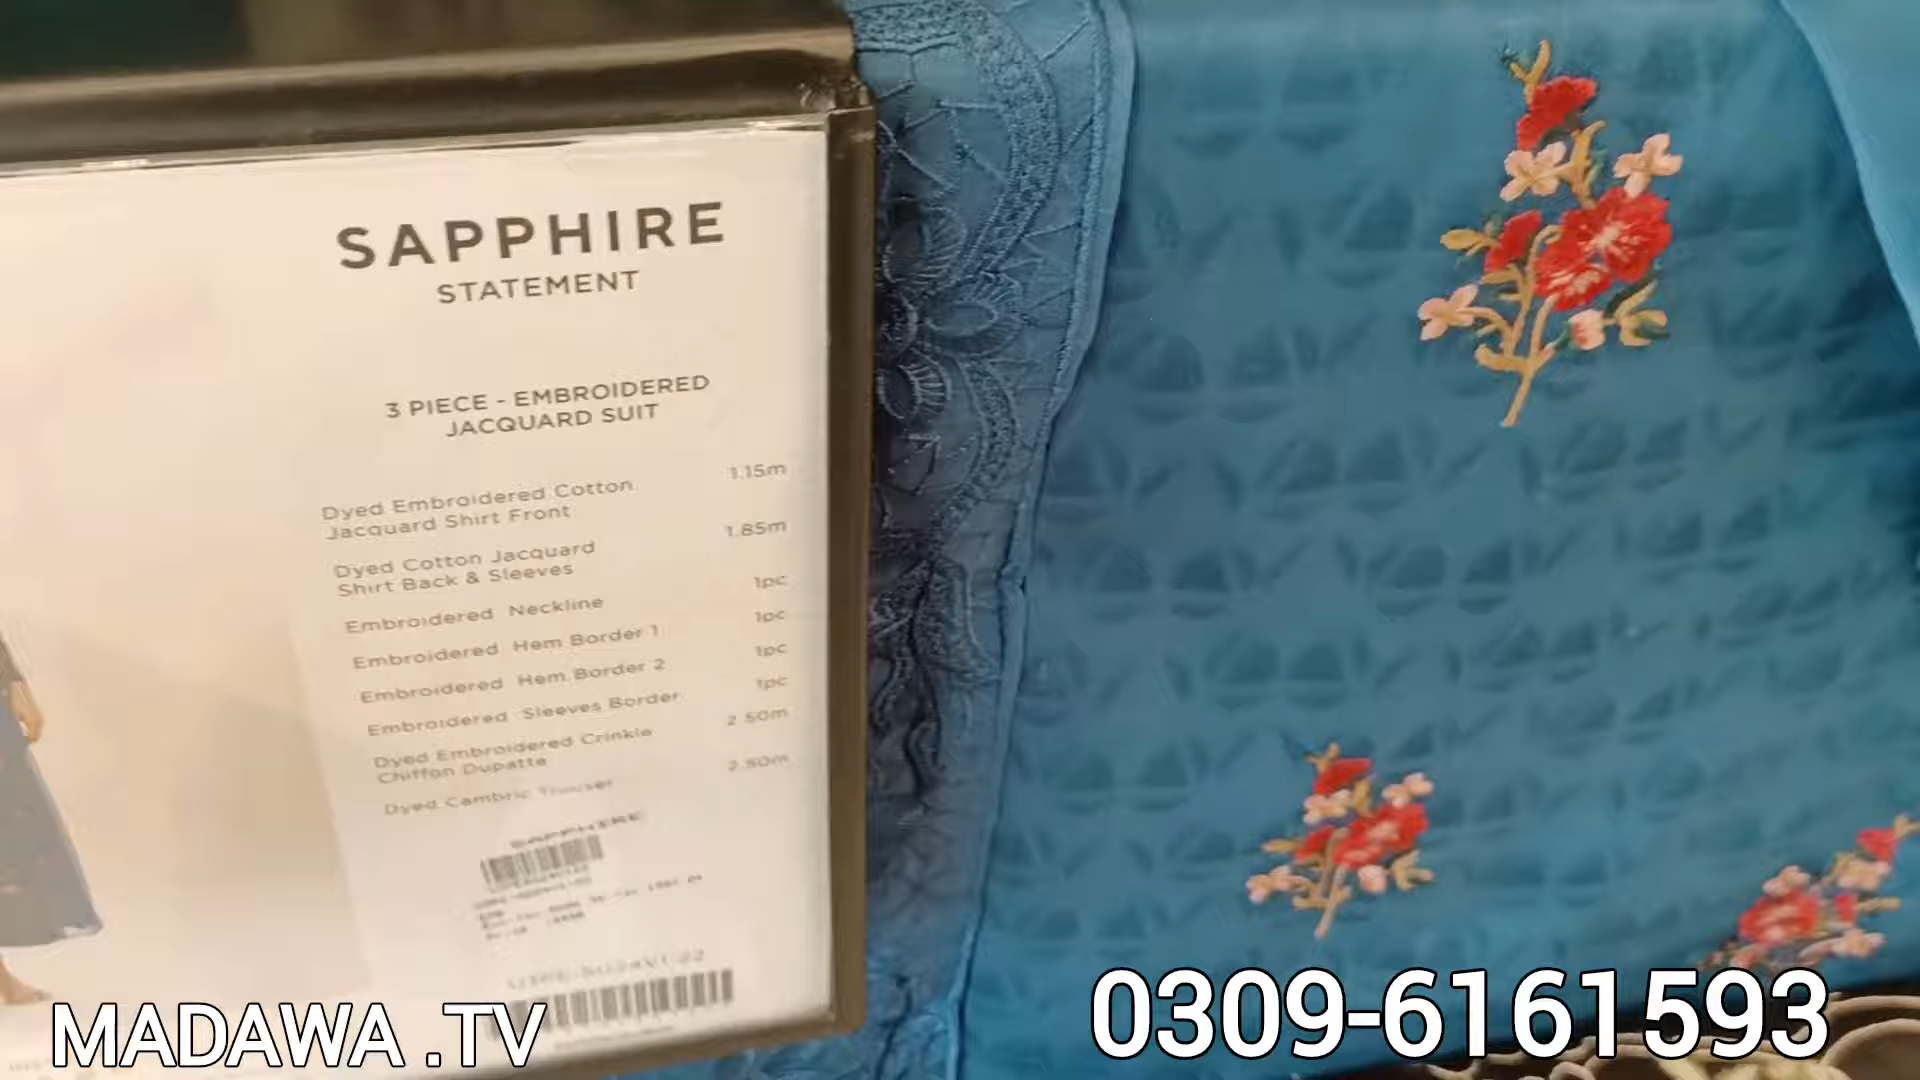 SAPPHIRE
STATEMENT
3 PIECE - EMBROIDERED
JACQUARD SUIT
Dyed Embroidered Cotton 1.15m
Jacquard Shirt Front
Dyed Cotton Jacquard 1.85m
Shirt Back & Sleeves
Embroidered Neckline 1pc
Embroidered Hem Border 1 1pc
Embroidered Hem Border 2 1pc
Embroidered Sleeves Border 1pc
Dyed Embroidered Crinkle 2.50m
Chiffon Dupatta
Dyed Cambric Trouser 2.50m
SAPPHIRE
MADAWA .TV
0309-6161593